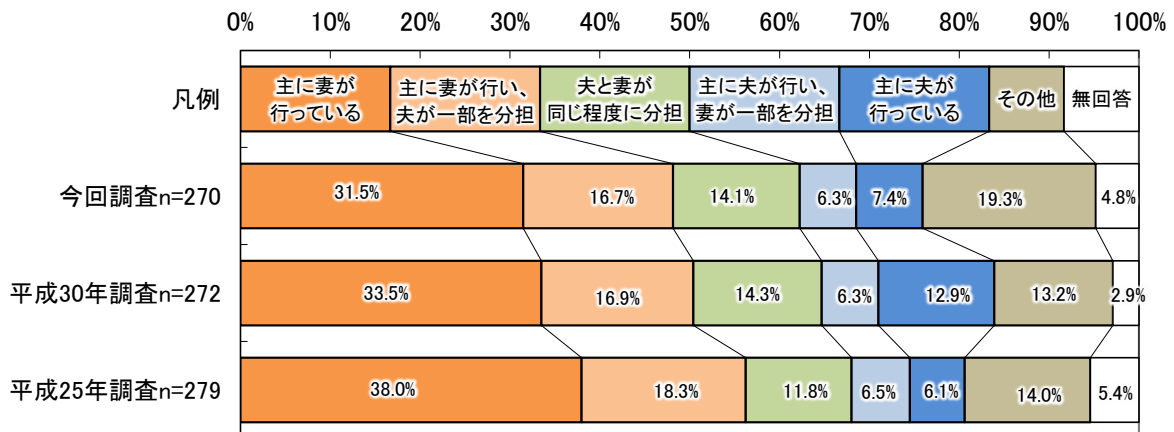 0% 10% 20% 30% 40% 50% 60% 70% 80% 90% 100%
凡例
主に妻が
行っている
主に妻が行い、
夫が一部を分担
夫と妻が
同じ程度に分担
主に夫が行い、
妻が一部を分担
主に夫が
行っている
その他
無回答
今回調査n=270 31.5% 16.7% 14.1% 6.3% 7.4% 19.3% 4.8%
平成30年調査n=272 33.5% 16.9% 14.3% 6.3% 12.9% 13.2% 2.9%
平成25年調査n=279 38.0% 18.3% 11.8% 6.5% 6.1% 14.0% 5.4%